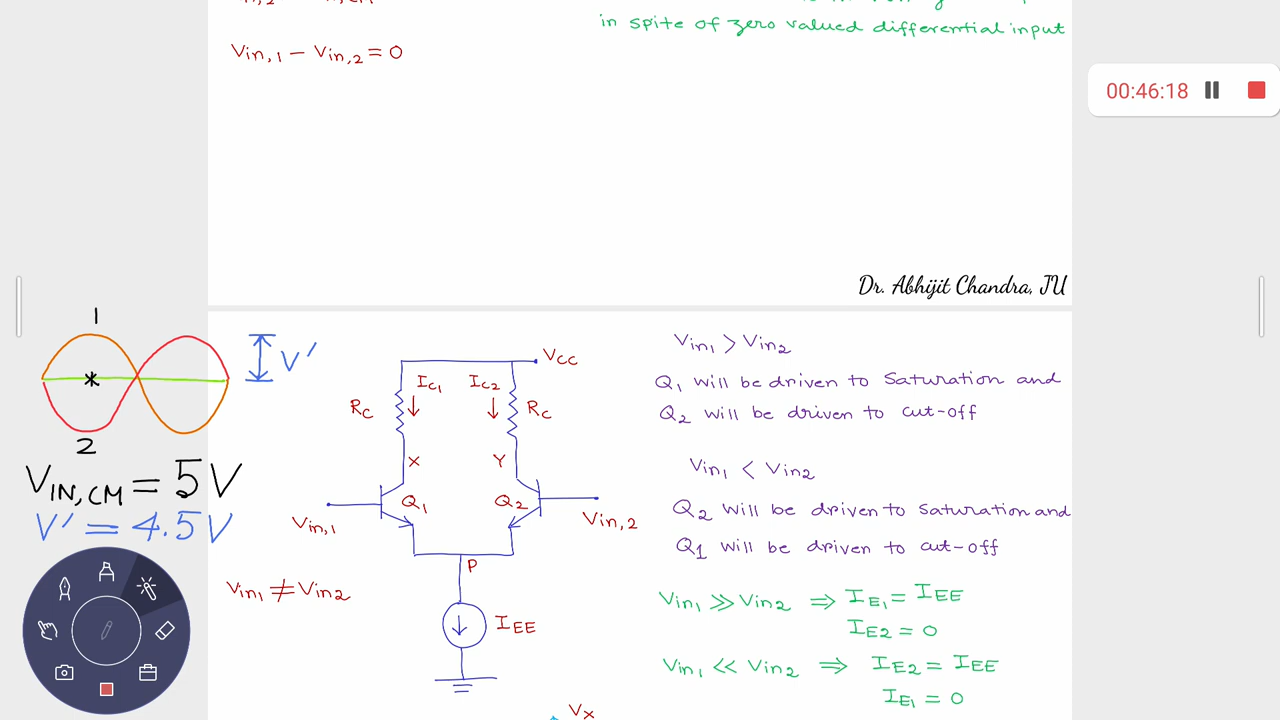 in spite of zero valued differential input
Vin,1 − Vin,2 = 0
00:46:18
Dr. Abhijit Chandra, JU
1
V'
2
VIN,CM = 5V
V' = 4.5V
VCC
IC1 IC2
RC RC
X Y
Q1 Q2
Vin,1 Vin,2
P
Vin1 ≠ Vin2
IEE
Vin1 > Vin2
Q1 will be driven to saturation and
Q2 will be driven to cut-off
Vin1 < Vin2
Q2 will be driven to saturation and
Q1 will be driven to cut-off
Vin1 >> Vin2 ⇒ IE1 = IEE
IE2 = 0
Vin1 << Vin2 ⇒ IE2 = IEE
IE1 = 0
VX